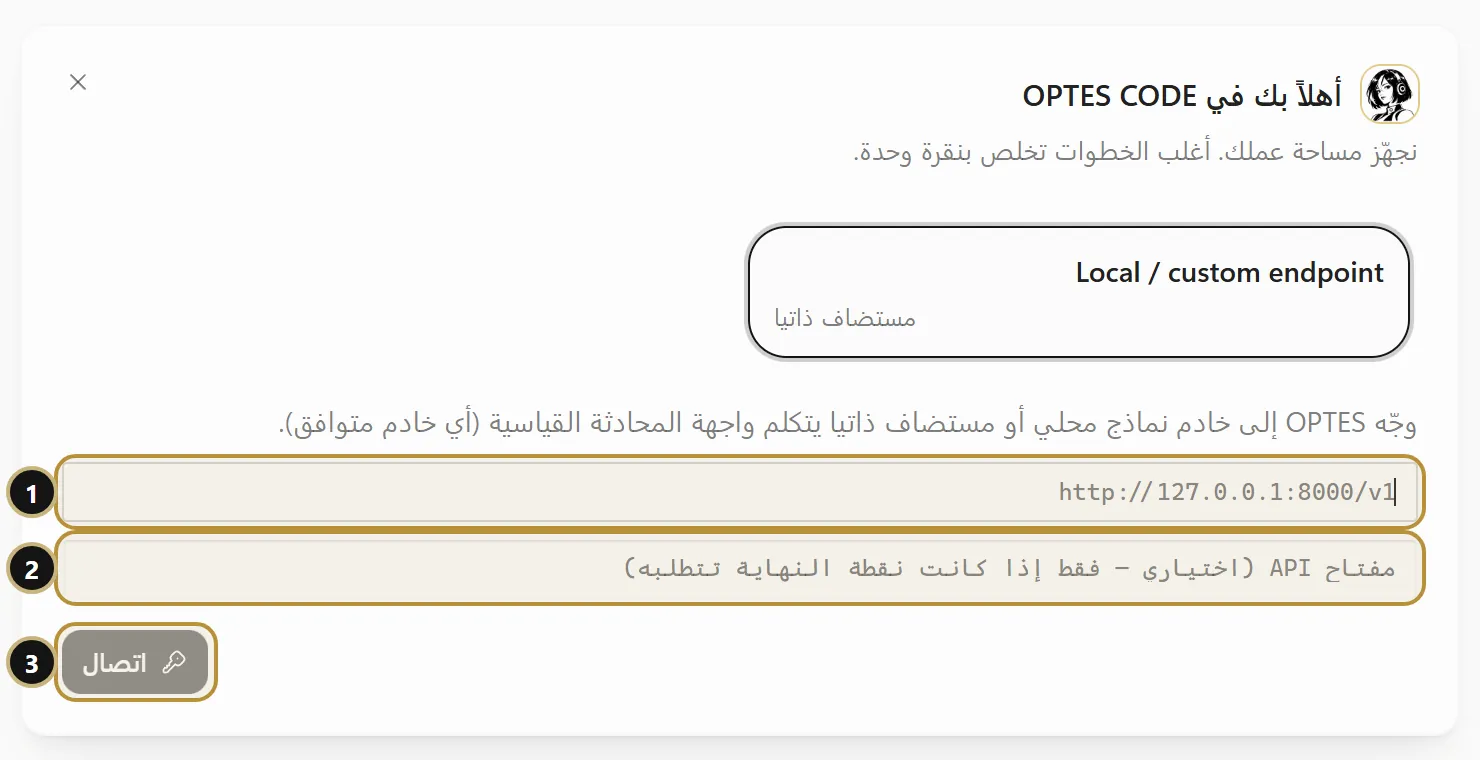 أهلاً بك في OPTES CODE
نجهّز مساحة عملك. أغلب الخطوات تخلص بنقرة وحدة.
Local / custom endpoint
مستضاف ذاتيا
وجّه OPTES إلى خادم نماذج محلي أو مستضاف ذاتيا يتكلم واجهة المحادثة القياسية (أي خادم متوافق).
1
http://127.0.0.1:8000/v1
2
مفتاح API (اختياري — فقط إذا كانت نقطة النهاية تتطلبه)
3
اتصال